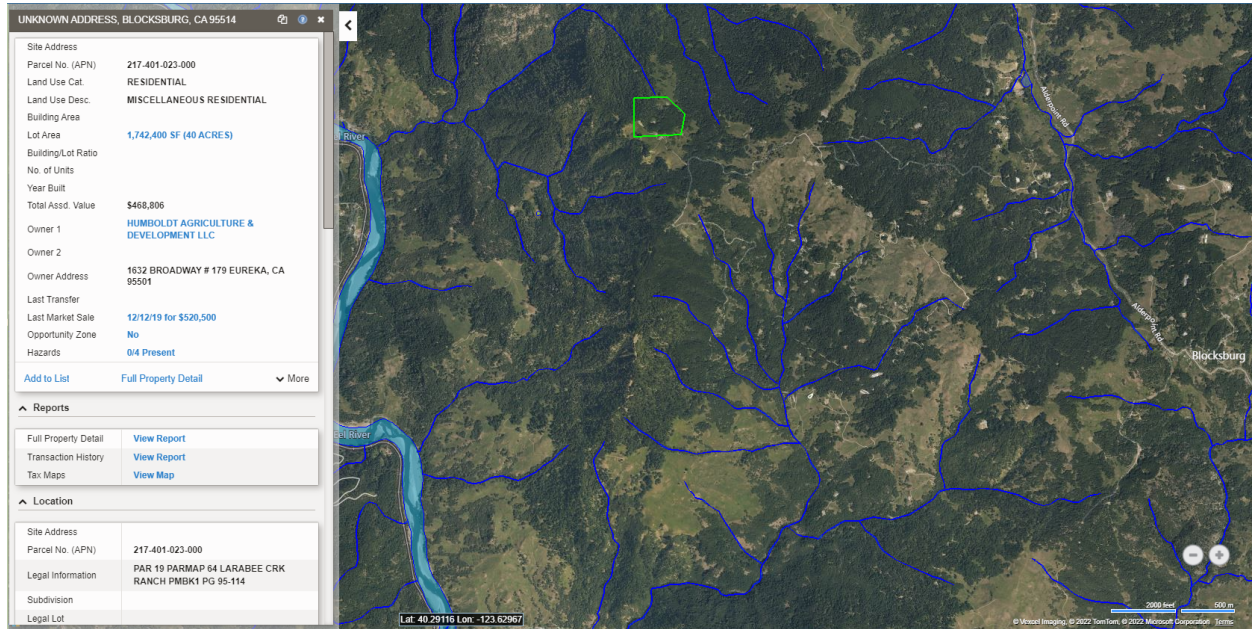 UNKNOWN ADDRESS, BLOCKSBURG, CA 95514
Site Address
Parcel No. (APN) 217-401-023-000
Land Use Cat. RESIDENTIAL
Land Use Desc. MISCELLANEOUS RESIDENTIAL
Building Area
Lot Area 1,742,400 SF (40 ACRES)
Building/Lot Ratio
No. of Units
Year Built
Total Assd. Value $468,806
Owner 1 HUMBOLDT AGRICULTURE &
DEVELOPMENT LLC
Owner 2
Owner Address 1632 BROADWAY # 179 EUREKA, CA
95501
Last Transfer
Last Market Sale 12/12/19 for $520,500
Opportunity Zone No
Hazards 0/4 Present
Add to List Full Property Detail More
Reports
Full Property Detail View Report
Transaction History View Report
Tax Maps View Map
Location
Site Address
Parcel No. (APN) 217-401-023-000
Legal Information PAR 19 PARMAP 64 LARABEE CRK
RANCH PMBK1 PG 95-114
Subdivision
Legal Lot
River
Alderpoint Rd
Alderpoint Rd
Blocksburg
el River
Lat: 40.29116 Lon: -123.62967
2000 feet 500 m
© Vexcel Imaging, © 2022 TomTom, © 2022 Microsoft Corporation Terms